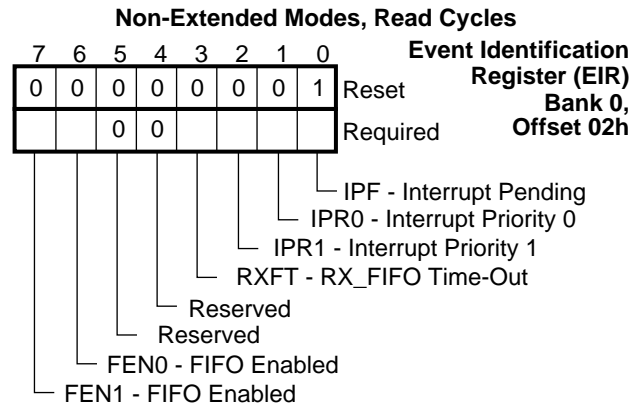 Non-Extended Modes, Read Cycles
7 6 5 4 3 2 1 0
Event Identification
Register (EIR)
Bank 0,
Offset 02h
0 0 0 0 0 0 0 1 Reset
0 0 Required
IPF - Interrupt Pending
IPR0 - Interrupt Priority 0
IPR1 - Interrupt Priority 1
RXFT - RX_FIFO Time-Out
Reserved
Reserved
FEN0 - FIFO Enabled
FEN1 - FIFO Enabled